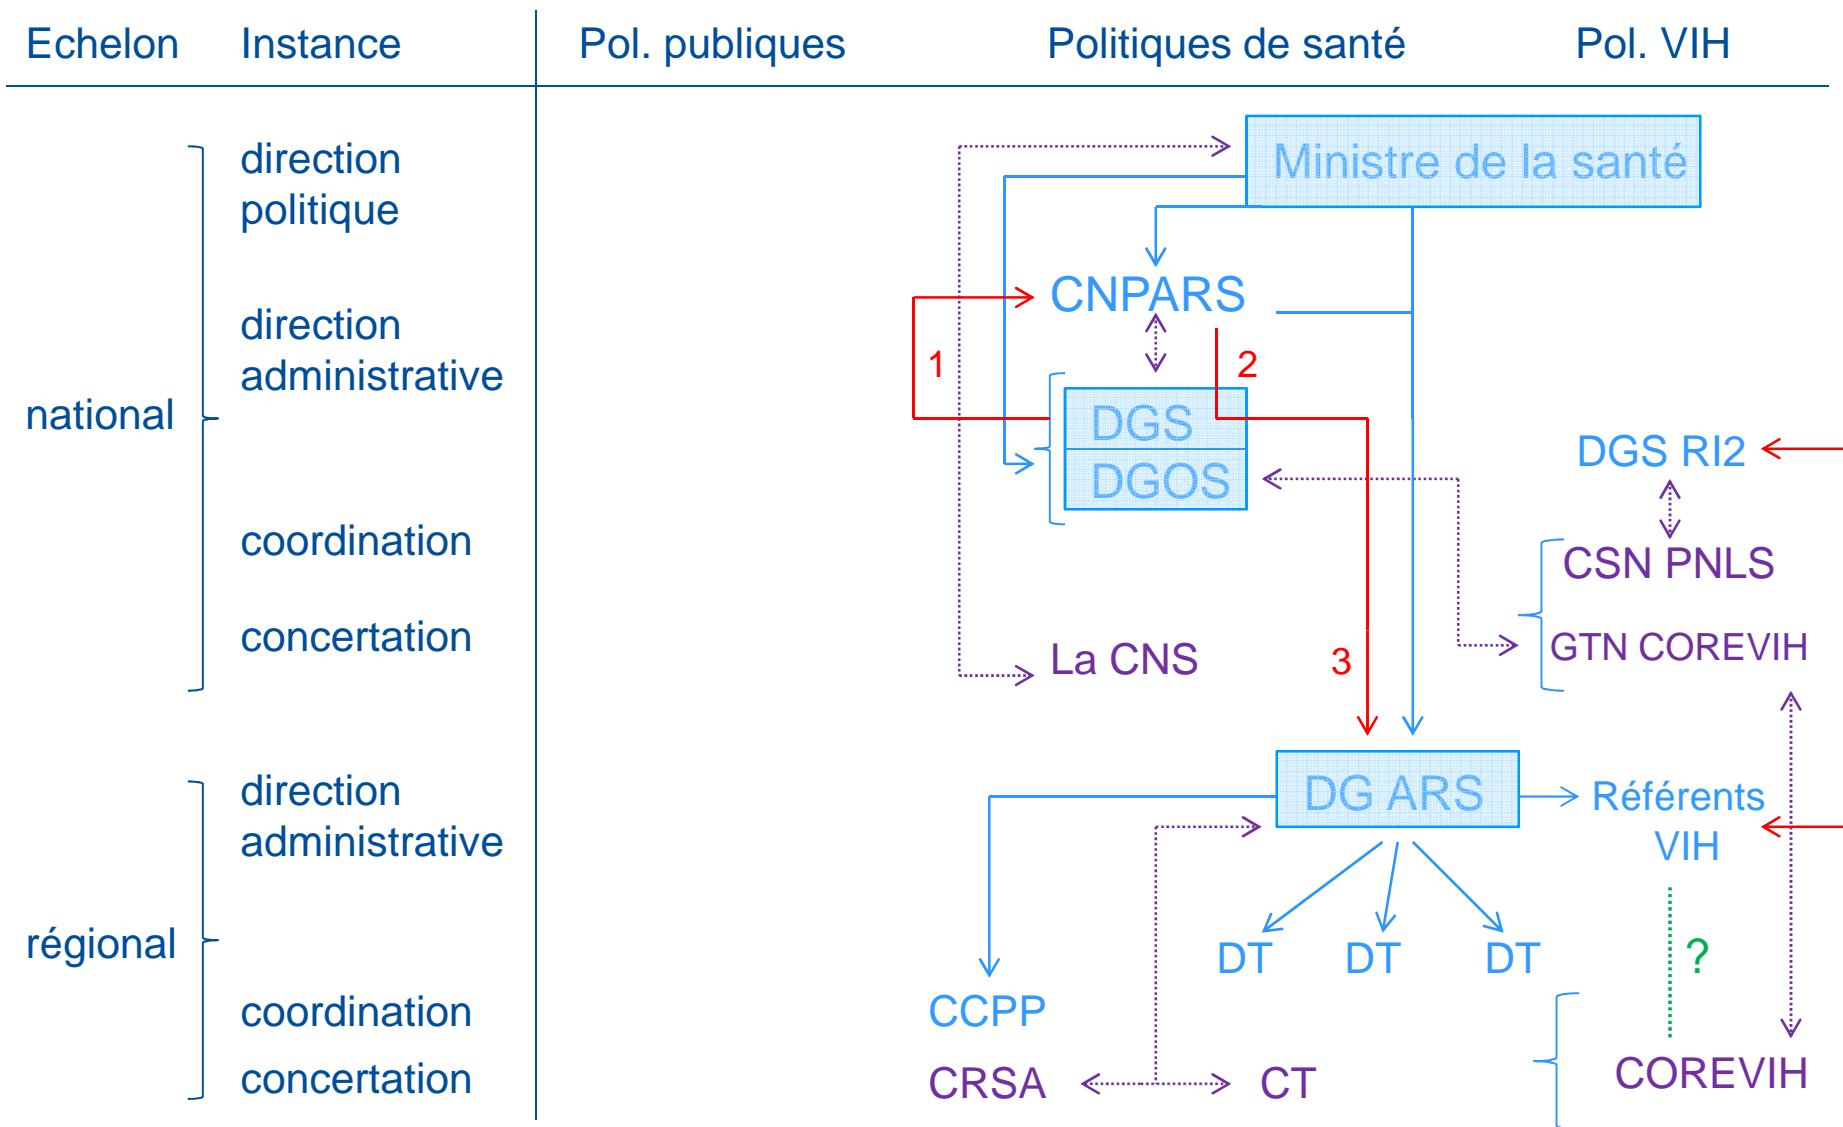 Echelon Instance Pol. publiques Politiques de santé Pol. VIH
direction
politique
Ministre de la santé
CNPARS
direction
administrative
1
2
national
DGS
DGOS
DGS RI2
coordination
CSN PNLS
concertation
La CNS
3
GTN COREVIH
direction
administrative
DG ARS
Référents
VIH
régional
DT DT DT
?
coordination
CCPP
concertation
CRSA
CT
COREVIH